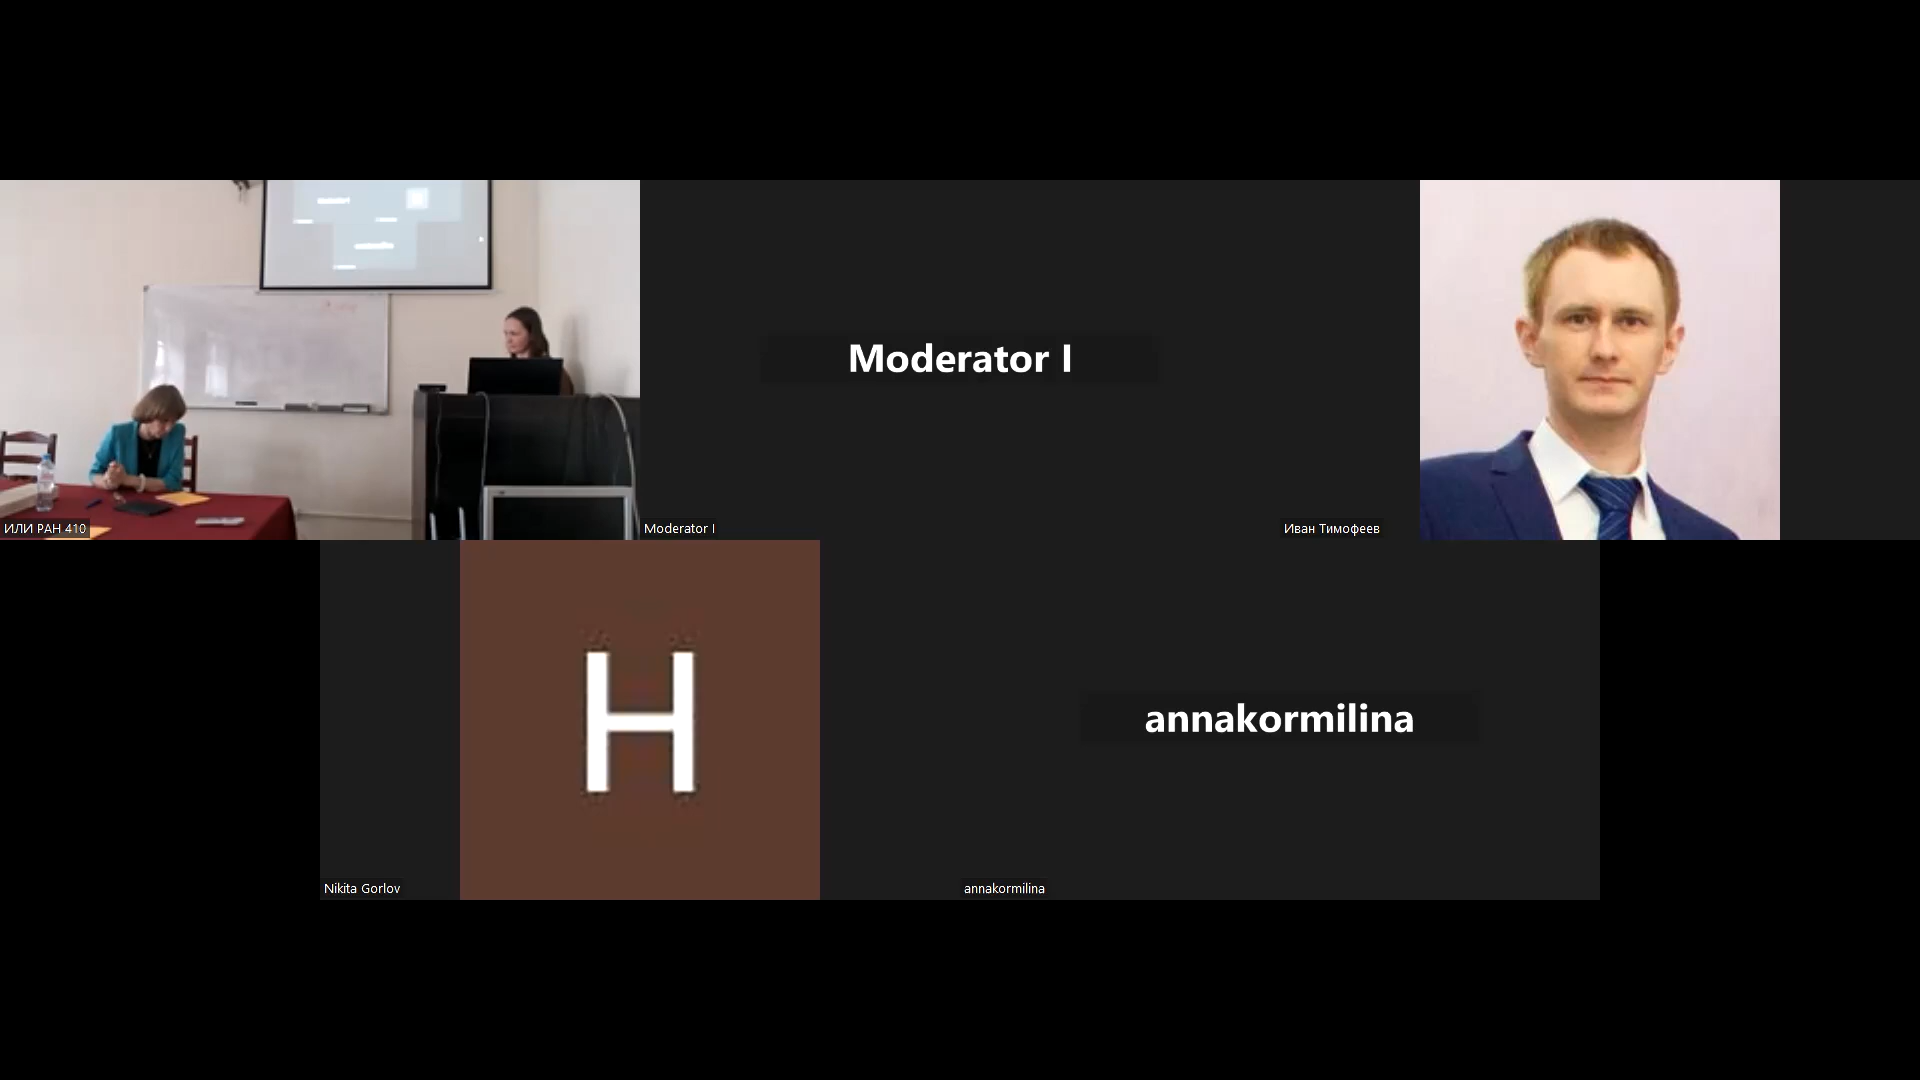 Moderator I
ИЛИ РАН 410
Moderator I
Иван Тимофеев
H
annakormilina
Nikita Gorlov
annakormilina